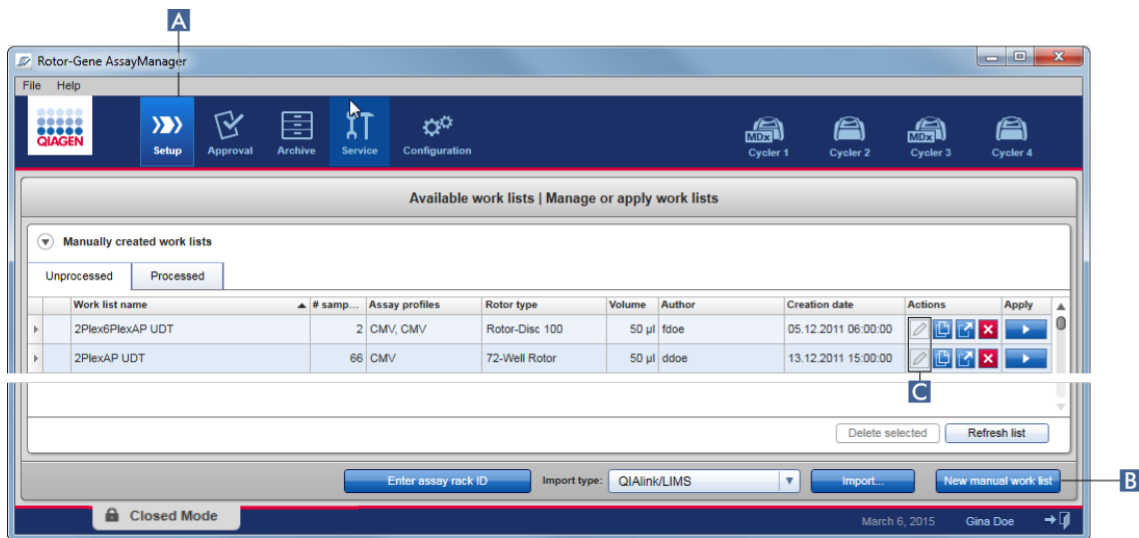 A
Rotor-Gene AssayManager
File Help
QIAGEN
Setup Approval Archive Service Configuration
MDx MDx
Cycler 1 Cycler 2 Cycler 3 Cycler 4
Available work lists | Manage or apply work lists
Manually created work lists
Unprocessed Processed
Work list name # samp... Assay profiles Rotor type Volume Author Creation date Actions Apply
2Plex6PlexAP UDT 2 CMV, CMV Rotor-Disc 100 50 µl fdoe 05.12.2011 06:00:00
2PlexAP UDT 66 CMV 72-Well Rotor 50 µl ddoe 13.12.2011 15:00:00
C
Delete selected Refresh list
Enter assay rack ID Import type: QIAlink/LIMS Import... New manual work list
B
Closed Mode March 6, 2015 Gina Doe